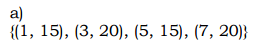 a)
{(1, 15), (3, 20), (5, 15), (7, 20)}